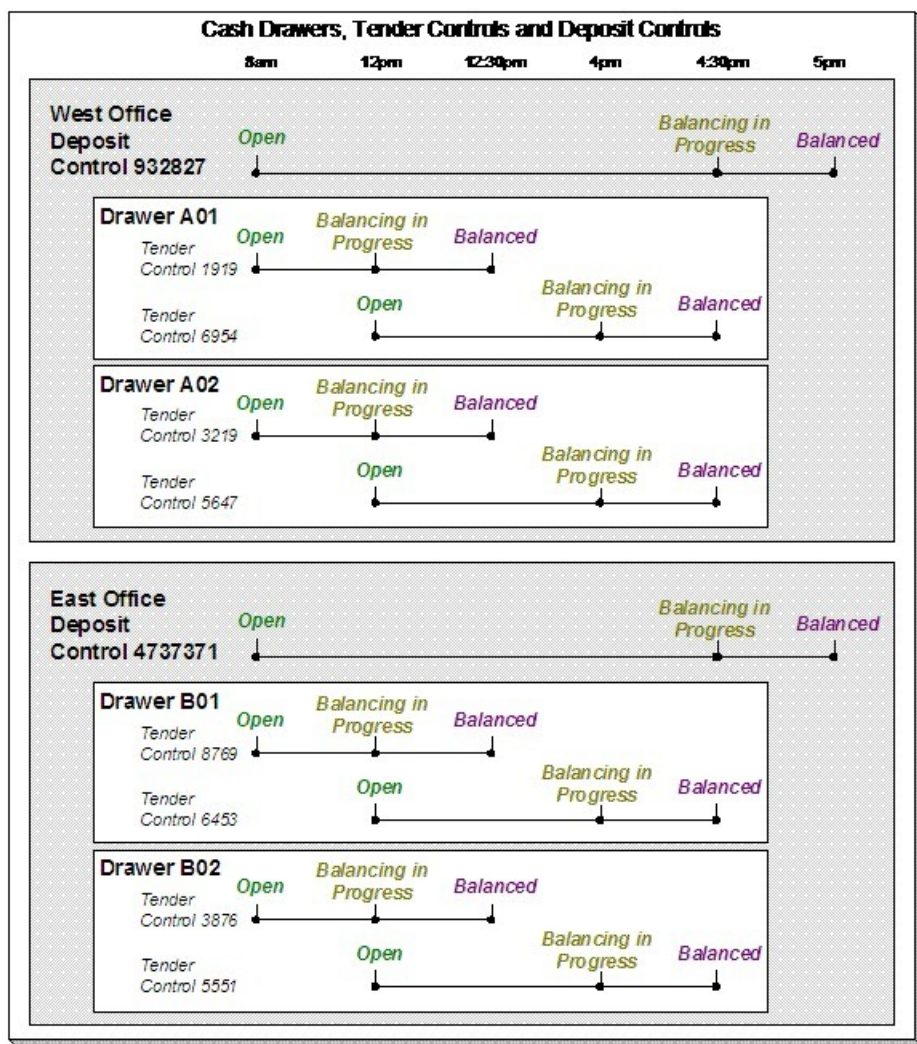 Cash Drawers, Tender Controls and Deposit Controls
8am 12pm 12:30pm 4pm 4:30pm 5pm
West Office
Deposit
Control 932827
Open
Balancing in
Progress
Balanced
Drawer A01
Tender
Control 1919
Open
Balancing in
Progress
Balanced
Tender
Control 6954
Open
Balancing in
Progress
Balanced
Drawer A02
Tender
Control 3219
Open
Balancing in
Progress
Balanced
Tender
Control 5647
Open
Balancing in
Progress
Balanced
East Office
Deposit
Control 4737371
Open
Balancing in
Progress
Balanced
Drawer B01
Tender
Control 8769
Open
Balancing in
Progress
Balanced
Tender
Control 6453
Open
Balancing in
Progress
Balanced
Drawer B02
Tender
Control 3876
Open
Balancing in
Progress
Balanced
Tender
Control 5551
Open
Balancing in
Progress
Balanced